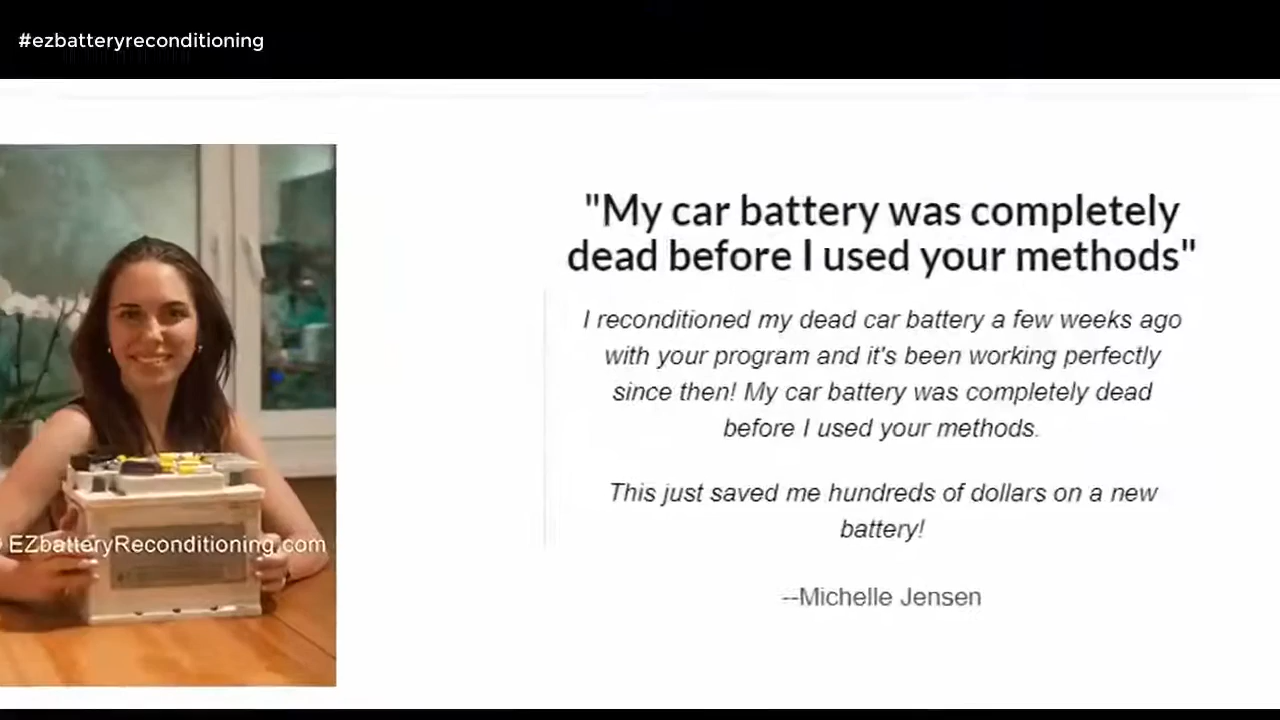 #ezbatteryreconditioning
"My car battery was completely
dead before I used your methods"
I reconditioned my dead car battery a few weeks ago
with your program and it's been working perfectly
since then! My car battery was completely dead
before I used your methods.
This just saved me hundreds of dollars on a new
battery!
--Michelle Jensen
EZbatteryReconditioning.com